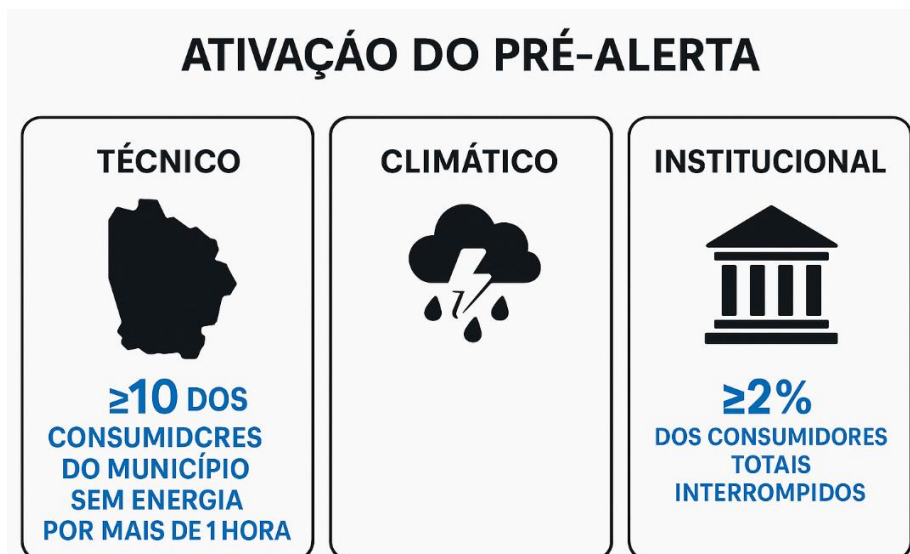 ATIVAÇÁO DO PRÉ-ALERTA
TÉCNICO
≥10 DOS
CONSUMIDCRES
DO MUNICÍPIO
SEM ENERGIA
POR MAIS DE 1 HORA
CLIMÁTICO
INSTITUCIONAL
≥2%
DOS CONSUMIDORES
TOTAIS
INTERROMPIDOS